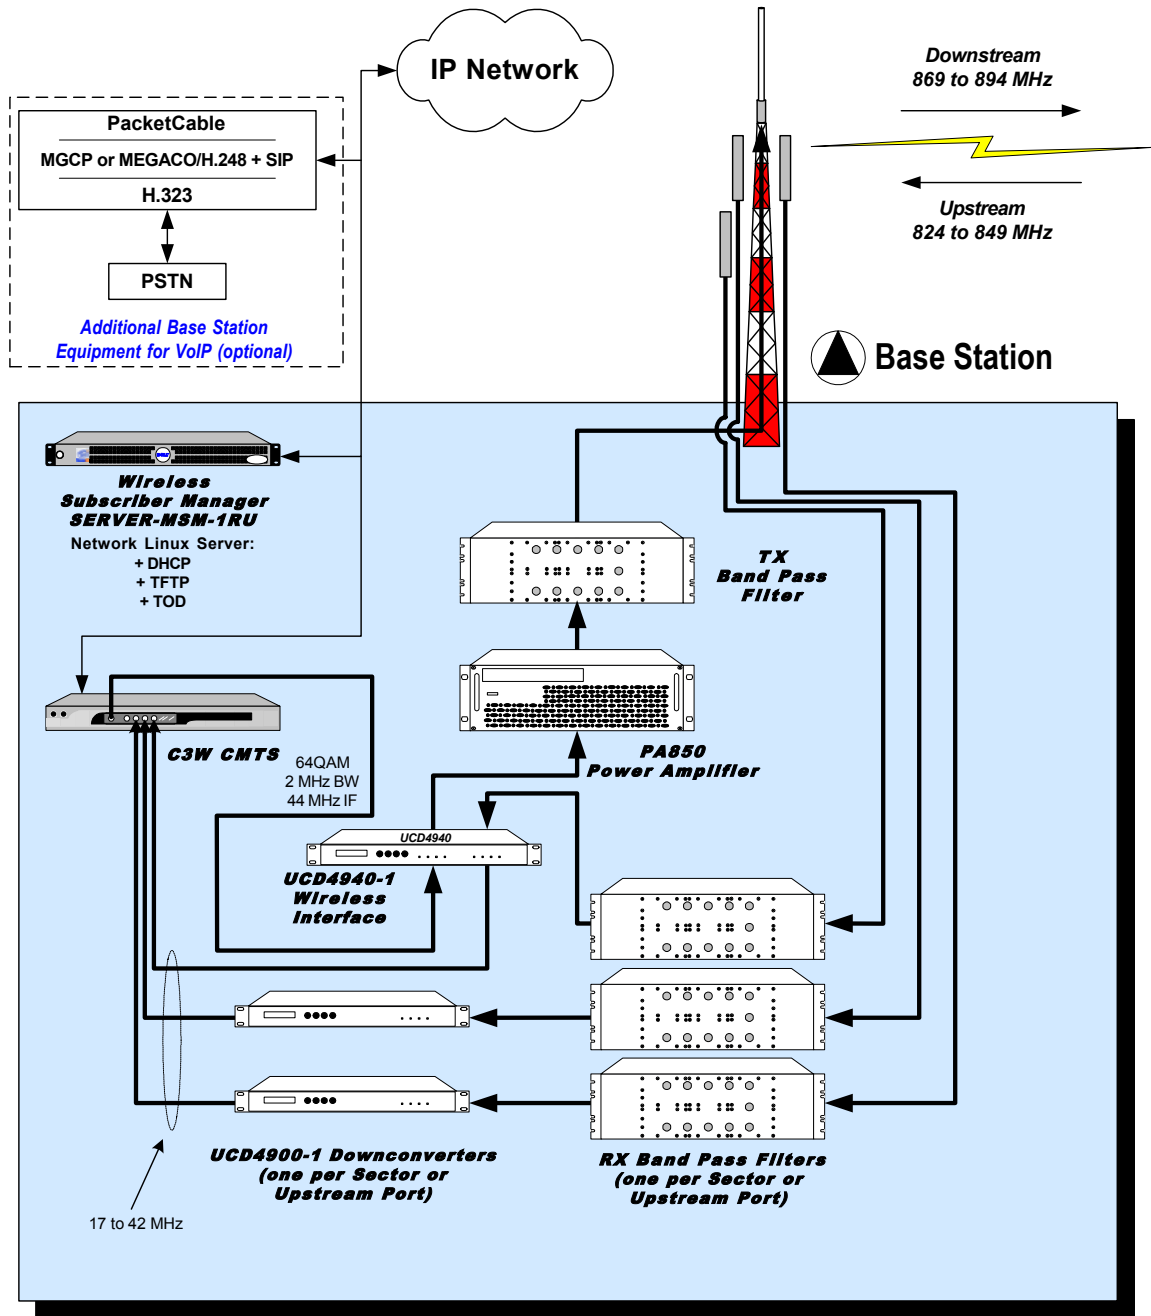 IP Network
Downstream
869 to 894 MHz
Upstream
824 to 849 MHz
PacketCable
MGCP or MEGACO/H.248 + SIP
H.323
PSTN
Additional Base Station
Equipment for VoIP (optional)
Base Station
DELL
Wireless
Subscriber Manager
SERVER-MSM-1RU
Network Linux Server:
+ DHCP
+ TFTP
+ TOD
TX
Band Pass
Filter
C3W CMTS
64QAM
2 MHz BW
44 MHz IF
PA850
Power Amplifier
UCD4940
UCD4940-1
Wireless
Interface
UCD4900-1 Downconverters
(one per Sector or
Upstream Port)
RX Band Pass Filters
(one per Sector or
Upstream Port)
17 to 42 MHz